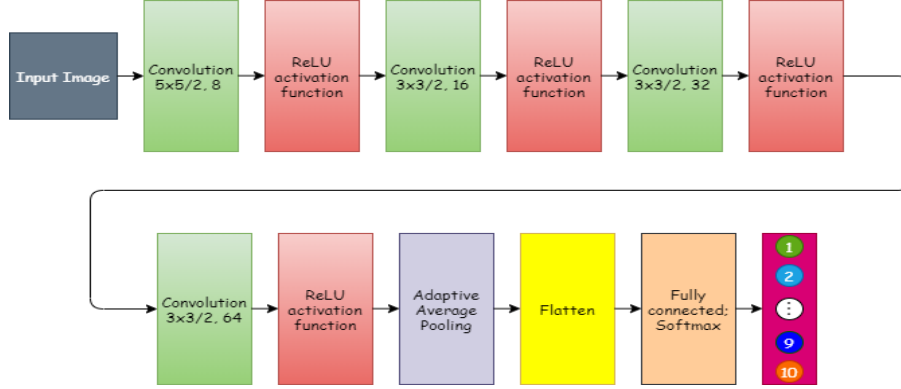 Input Image
Convolution
5x5/2, 8
ReLU
activation
function
Convolution
3x3/2, 16
ReLU
activation
function
Convolution
3x3/2, 32
ReLU
activation
function
Convolution
3x3/2, 64
ReLU
activation
function
Adaptive
Average
Pooling
Flatten
Fully
connected;
Softmax
1
2
⋮
9
10